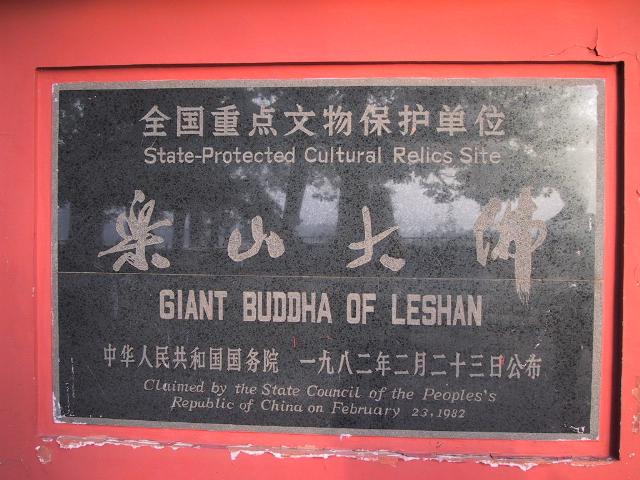 全国重点文物保护单位
State-Protected Cultural Relics Site
乐山大佛
GIANT BUDDHA OF LESHAN
中华人民共和国国务院 一九八二年二月二十三日公布
Claimed by the State Council of the Peoples's
Republic of China on February 23,1982